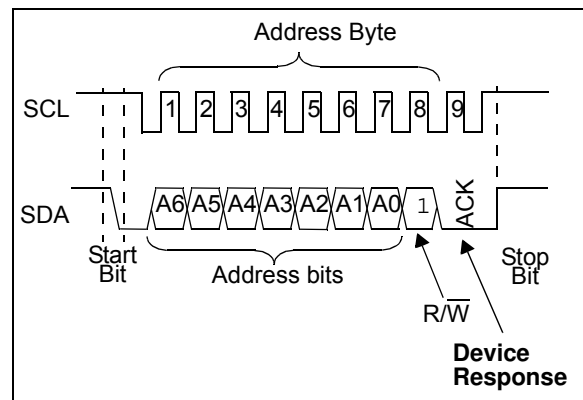 Address Byte
SCL 1 2 3 4 5 6 7 8 9
SDA A6 A5 A4 A3 A2 A1 A0 1 ACK
Start
Bit
Address bits
Stop
Bit
R/W̅
Device
Response